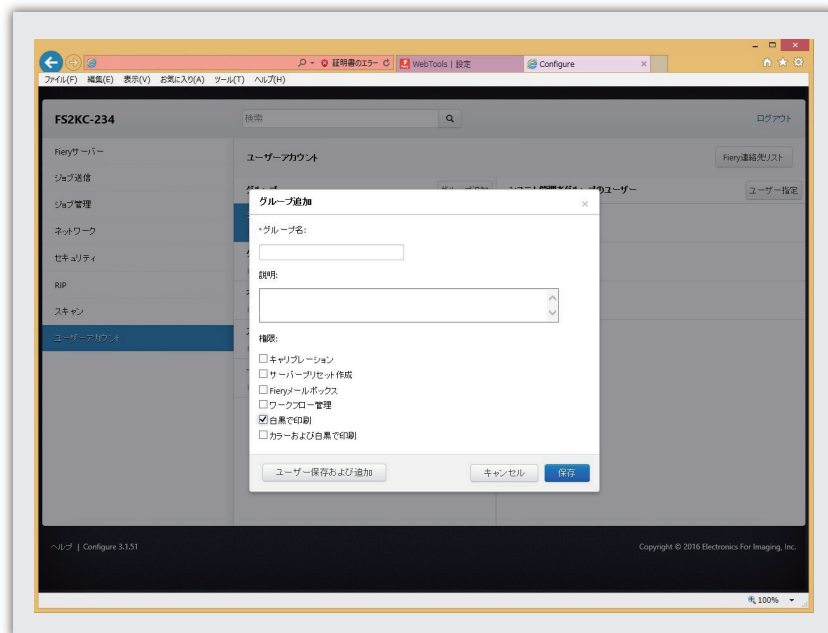 証明書のエラー
WebTools | 設定
Configure
ファイル(F) 編集(E) 表示(V) お気に入り(A) ツール(T) ヘルプ(H)
FS2KC-234
検索
ログアウト
Fieryサーバー
ジョブ送信
ジョブ管理
ネットワーク
セキュリティ
RIP
スキャン
ユーザーアカウント
ユーザーアカウント
Fiery連絡先リスト
ユーザー指定
グループ追加
*グループ名:
説明:
権限:
キャリブレーション
サーバープリセット作成
Fieryメールボックス
ワークフロー管理
白黒で印刷
カラーおよび白黒で印刷
ユーザー保存および追加
キャンセル
保存
ヘルプ | Configure 3.1.51
Copyright © 2016 Electronics For Imaging, Inc.
100%